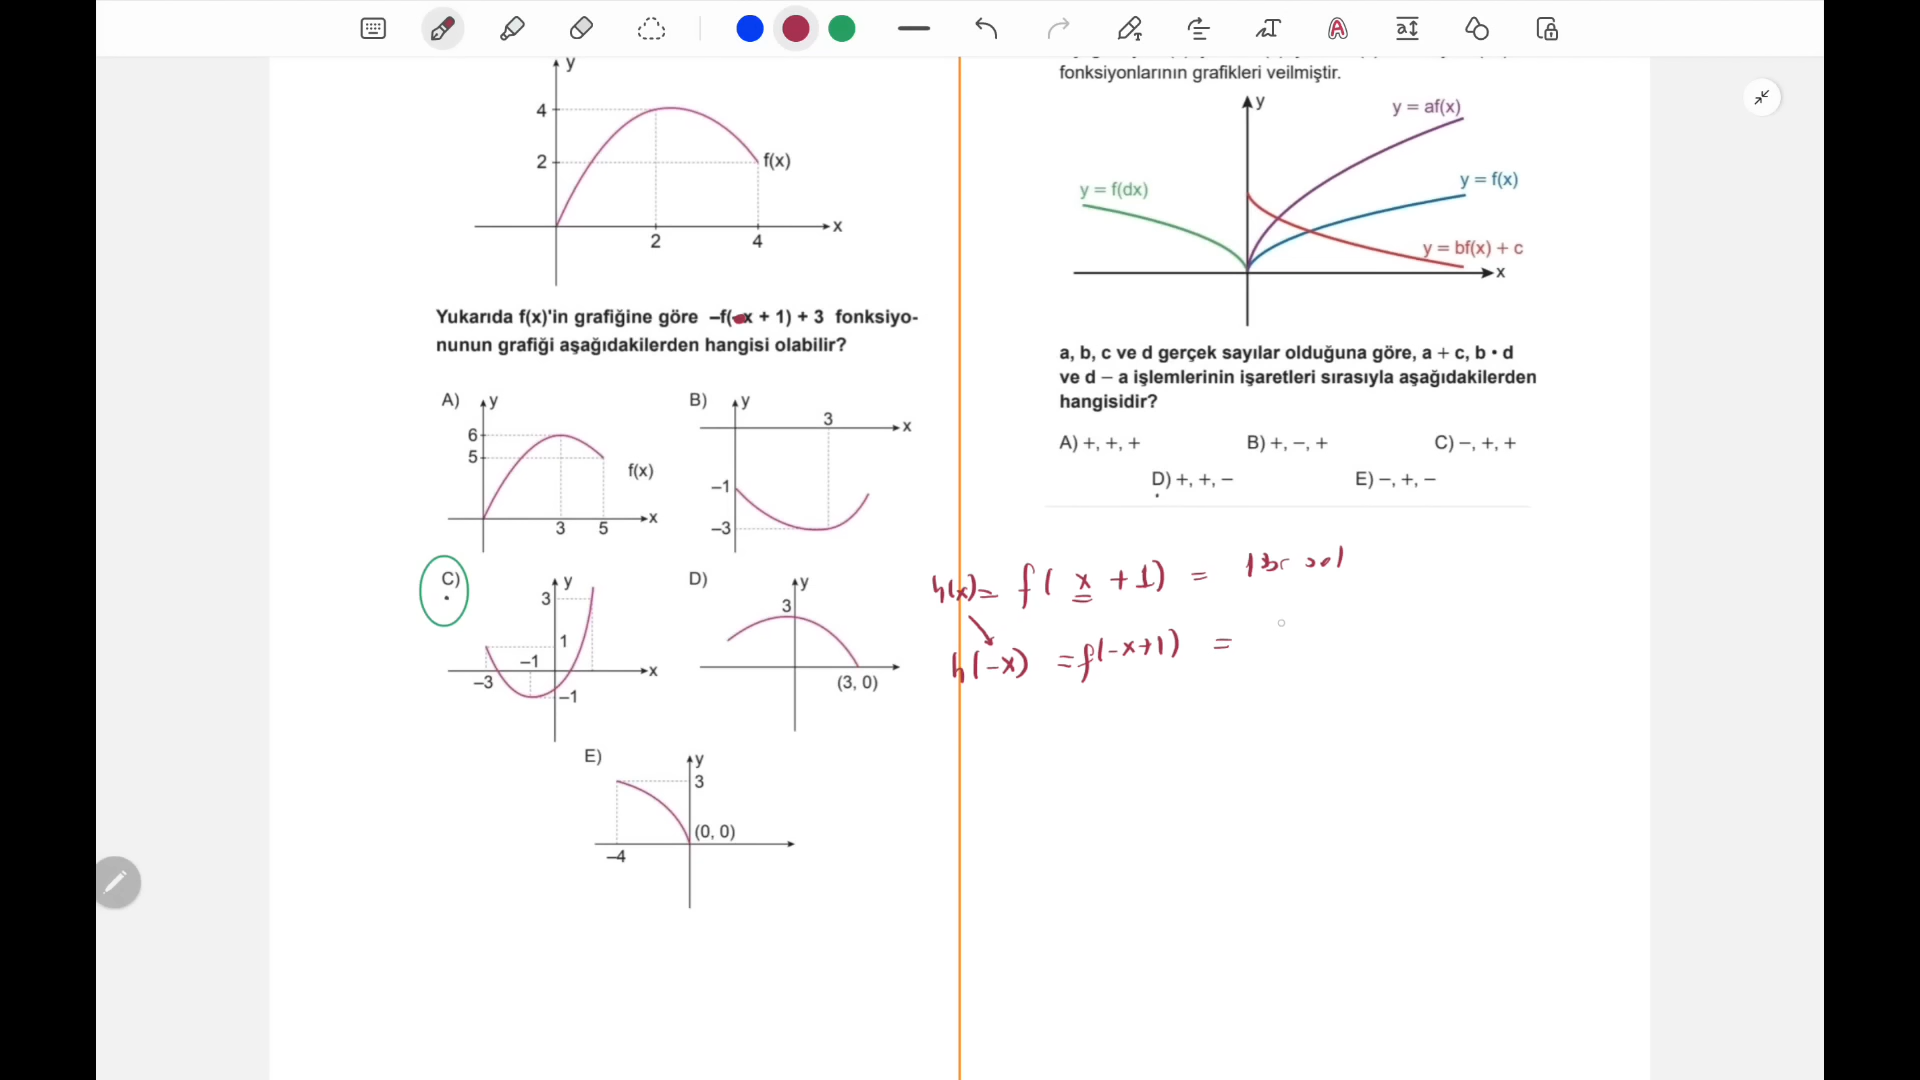 y
4
2
f(x)
x
2
4
Yukarıda f(x)'in grafiğine göre –f( x + 1) + 3 fonksiyo-
nunun grafiği aşağıdakilerden hangisi olabilir?
A)
y
6
5
f(x)
x
3
5
B)
y
3
x
–1
–3
C)
y
3
1
–1
x
–3
–1
D)
y
3
(3, 0)
E)
y
3
(0, 0)
–4
fonksiyonlarının grafikleri veilmiştir.
y
y = af(x)
y = f(x)
y = f(dx)
y = bf(x) + c
x
a, b, c ve d gerçek sayılar olduğuna göre, a + c, b • d
ve d – a işlemlerinin işaretleri sırasıyla aşağıdakilerden
hangisidir?
A) +, +, +
B) +, –, +
C) –, +, +
D) +, +, –
E) –, +, –
h(x)= f( x +1) = 1br sol
h(-x) =f(-x+1) =